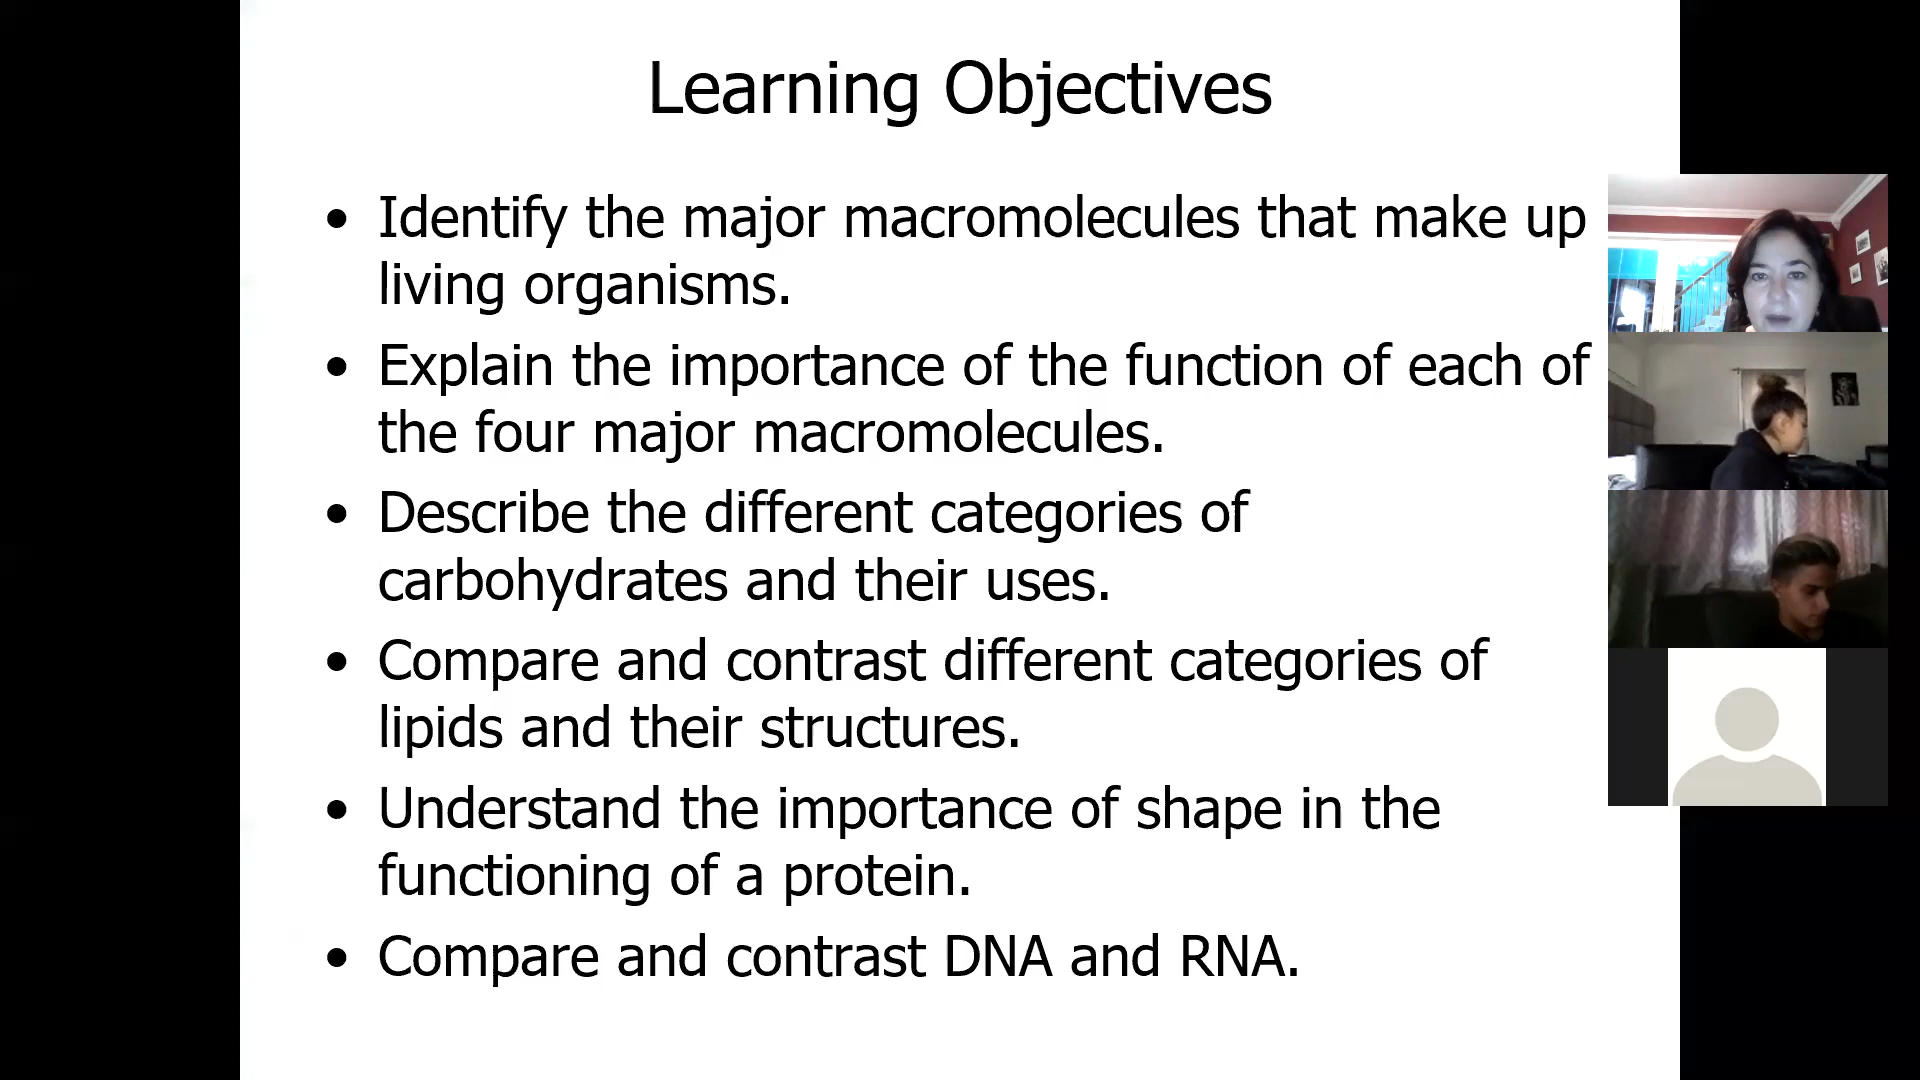 Learning Objectives
• Identify the major macromolecules that make up
living organisms.
• Explain the importance of the function of each of
the four major macromolecules.
• Describe the different categories of
carbohydrates and their uses.
• Compare and contrast different categories of
lipids and their structures.
• Understand the importance of shape in the
functioning of a protein.
• Compare and contrast DNA and RNA.